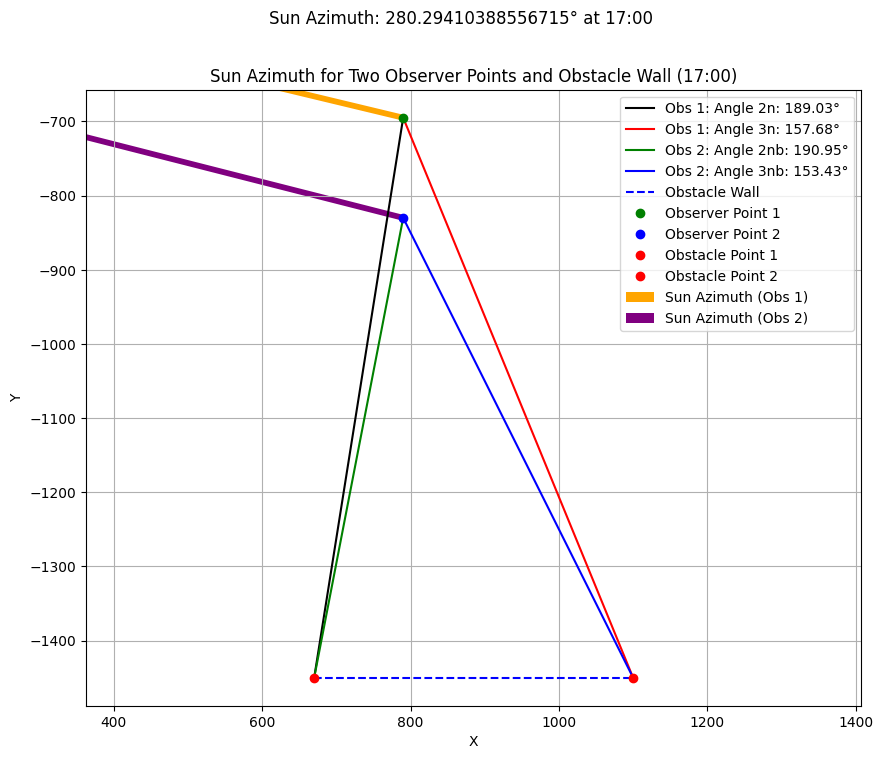 Sun Azimuth: 280.29410388556715° at 17:00
Sun Azimuth for Two Observer Points and Obstacle Wall (17:00)
Obs 1: Angle 2n: 189.03°
Obs 1: Angle 3n: 157.68°
Obs 2: Angle 2nb: 190.95°
Obs 2: Angle 3nb: 153.43°
Obstacle Wall
Observer Point 1
Observer Point 2
Obstacle Point 1
Obstacle Point 2
Sun Azimuth (Obs 1)
Sun Azimuth (Obs 2)
Y
−700
−800
−900
−1000
−1100
−1200
−1300
−1400
400 600 800 1000 1200 1400
X